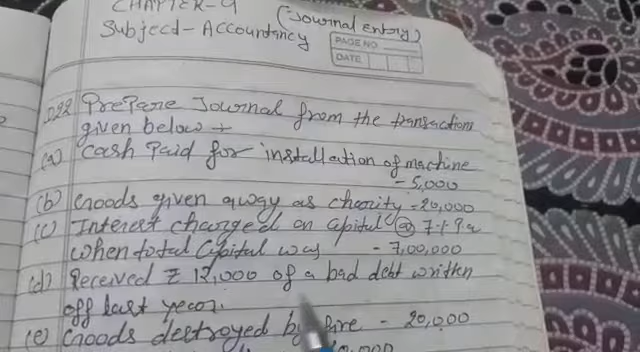 CHAPTER-9
(Journal entry)
Subject- Accountancy
PAGE NO
DATE
Q22 Prepare Journal from the transactions
given below ÷
(a) Cash Paid for installation of machine
- 5,000
(b) Goods given away as charity - 20,000
(c) Interest charged on Capital @ 7%
when total Capital was - 7,00,000
(d) Received ₹ 12,000 of a bad debt written
off last year.
(e) Goods destroyed by fire - 20,000